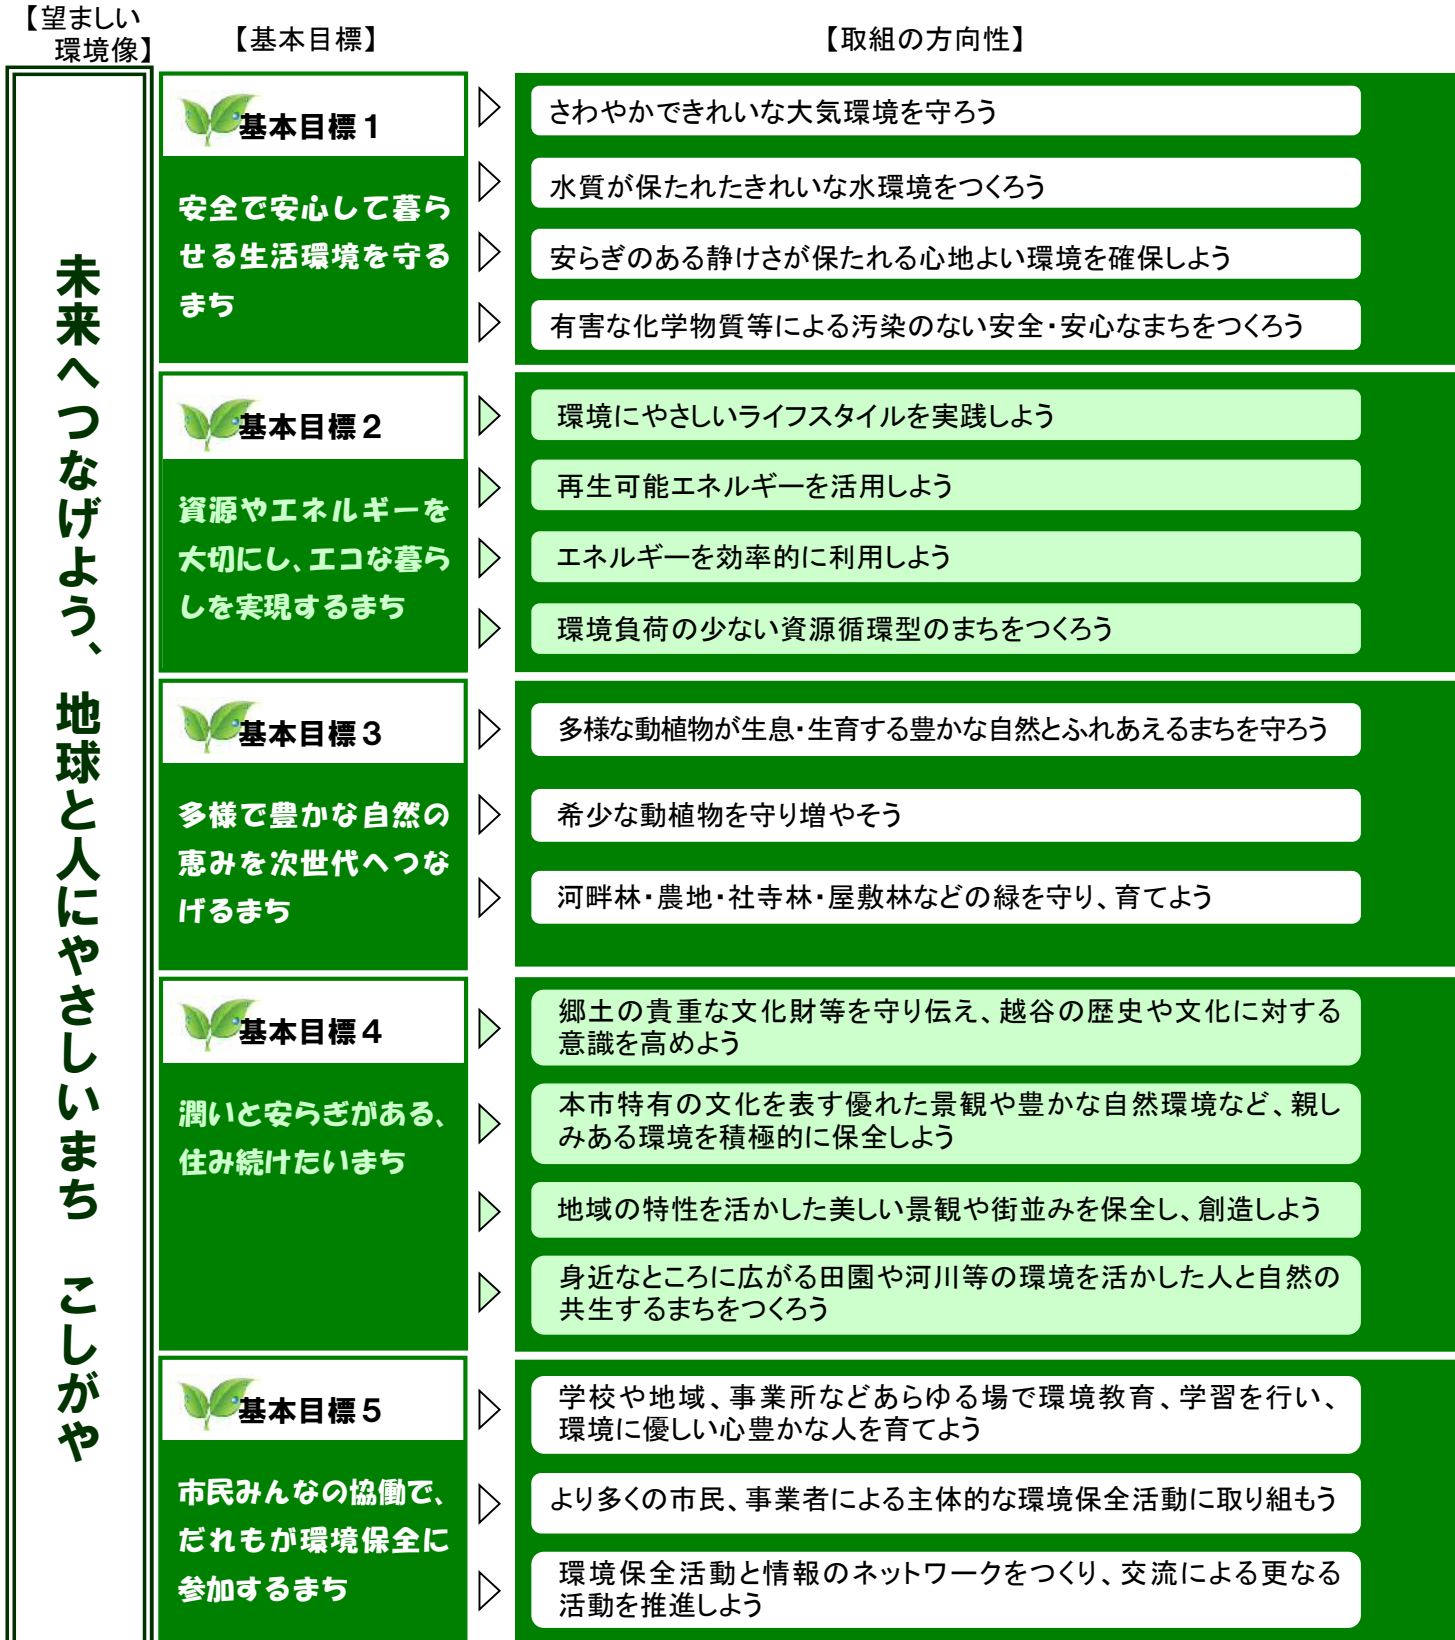 【望ましい
環境像】
【基本目標】
【取組の方向性】
未来へつなげよう、地球と人にやさしいまち　こしがや
基本目標1
安全で安心して暮ら
せる生活環境を守る
まち
さわやかできれいな大気環境を守ろう
水質が保たれたきれいな水環境をつくろう
安らぎのある静けさが保たれる心地よい環境を確保しよう
有害な化学物質等による汚染のない安全・安心なまちをつくろう
基本目標2
資源やエネルギーを
大切にし、エコな暮ら
しを実現するまち
環境にやさしいライフスタイルを実践しよう
再生可能エネルギーを活用しよう
エネルギーを効率的に利用しよう
環境負荷の少ない資源循環型のまちをつくろう
基本目標3
多様で豊かな自然の
恵みを次世代へつな
げるまち
多様な動植物が生息・生育する豊かな自然とふれあえるまちを守ろう
希少な動植物を守り増やそう
河畔林・農地・社寺林・屋敷林などの緑を守り、育てよう
基本目標4
潤いと安らぎがある、
住み続けたいまち
郷土の貴重な文化財等を守り伝え、越谷の歴史や文化に対する
意識を高めよう
本市特有の文化を表す優れた景観や豊かな自然環境など、親し
みある環境を積極的に保全しよう
地域の特性を活かした美しい景観や街並みを保全し、創造しよう
身近なところに広がる田園や河川等の環境を活かした人と自然の
共生するまちをつくろう
基本目標5
市民みんなの協働で、
だれもが環境保全に
参加するまち
学校や地域、事業所などあらゆる場で環境教育、学習を行い、
環境に優しい心豊かな人を育てよう
より多くの市民、事業者による主体的な環境保全活動に取り組もう
環境保全活動と情報のネットワークをつくり、交流による更なる
活動を推進しよう